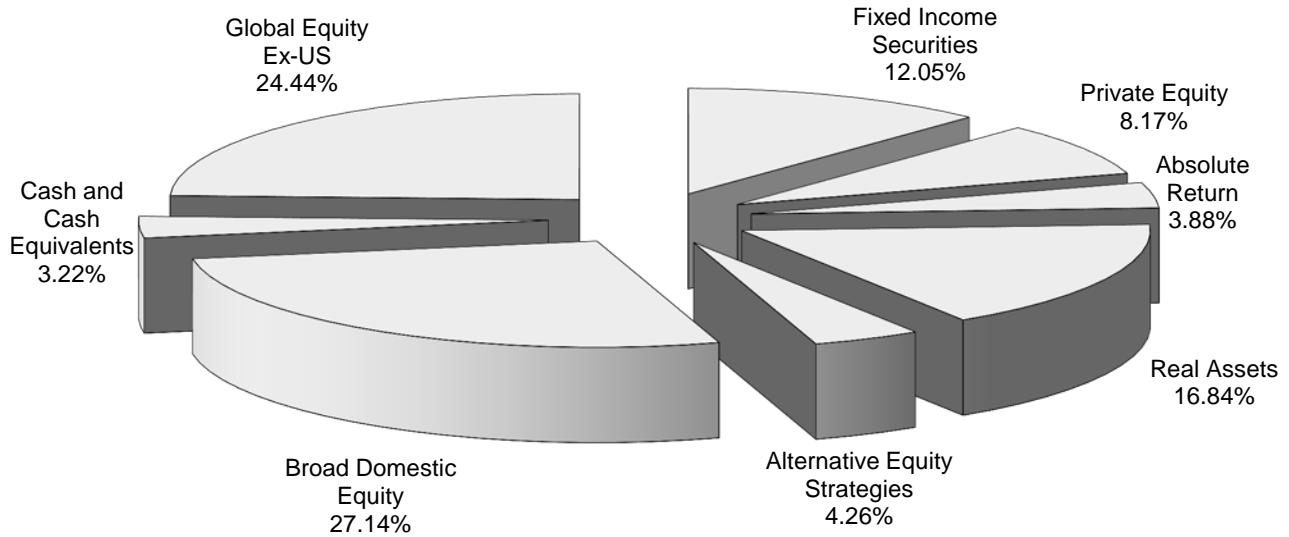 Global Equity
Ex-US
24.44%
Fixed Income
Securities
12.05%
Private Equity
8.17%
Absolute
Return
3.88%
Cash and
Cash
Equivalents
3.22%
Real Assets
16.84%
Broad Domestic
Equity
27.14%
Alternative Equity
Strategies
4.26%